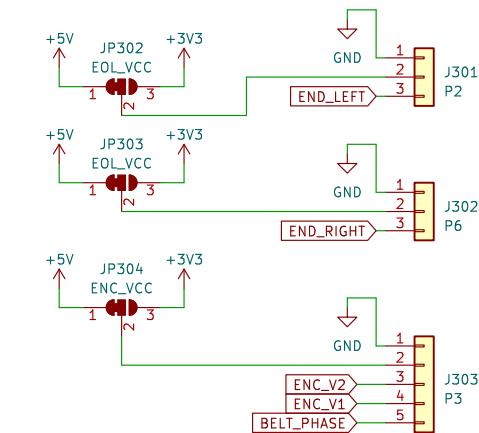 +5V
JP302
+3V3
EOL_VCC
1
2
3
GND
1
2
3
END_LEFT
J301
P2
+5V
JP303
+3V3
EOL_VCC
1
2
3
GND
1
2
3
END_RIGHT
J302
P6
+5V
JP304
+3V3
ENC_VCC
1
2
3
GND
1
2
3
4
5
ENC_V2
ENC_V1
BELT_PHASE
J303
P3